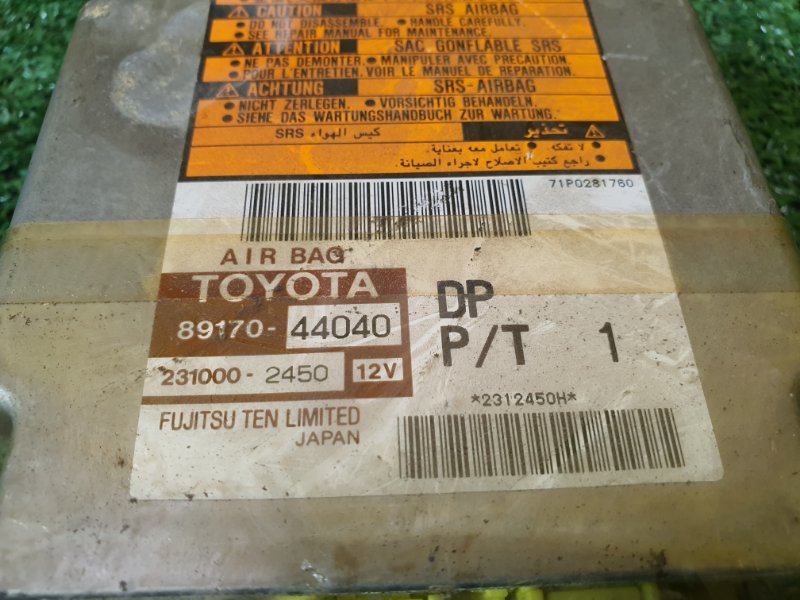 CAUTION SRS AIRBAG
● DO NOT DISASSEMBLE. ● HANDLE CAREFULLY.
● SEE REPAIR MANUAL FOR MAINTENANCE.
ATTENTION SAC GONFLABLE SRS
● NE PAS DEMONTER. ● MANIPULER AVEC PRECAUTION.
● POUR L'ENTRETIEN, VOIR LE MANUEL DE REPARATION.
ACHTUNG SRS-AIRBAG
● NICHT ZERLEGEN. ● VORSICHTIG BEHANDELN.
● SIEHE DAS WARTUNGSHANDBUCH ZUR WARTUNG.
تحذير كيس الهواء SRS
● لا تفكه. ● تعامل معه بعناية.
● راجع كتيب الاصلاح لاجراء الصيانة.
71P0281760
AIR BAG
TOYOTA
89170-44040
231000-2450 12V
DP
P/T 1
*2312450H*
FUJITSU TEN LIMITED
JAPAN